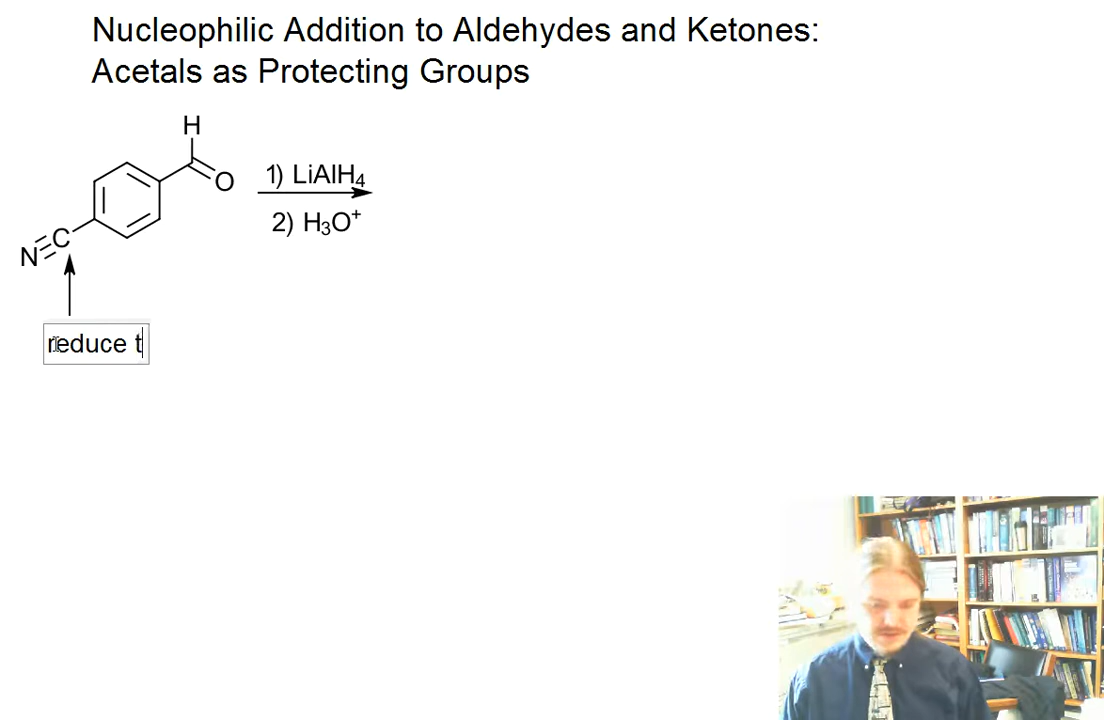 Nucleophilic Addition to Aldehydes and Ketones:
Acetals as Protecting Groups
H
O
1) LiAlH4
2) H3O+
N≡C
reduce t